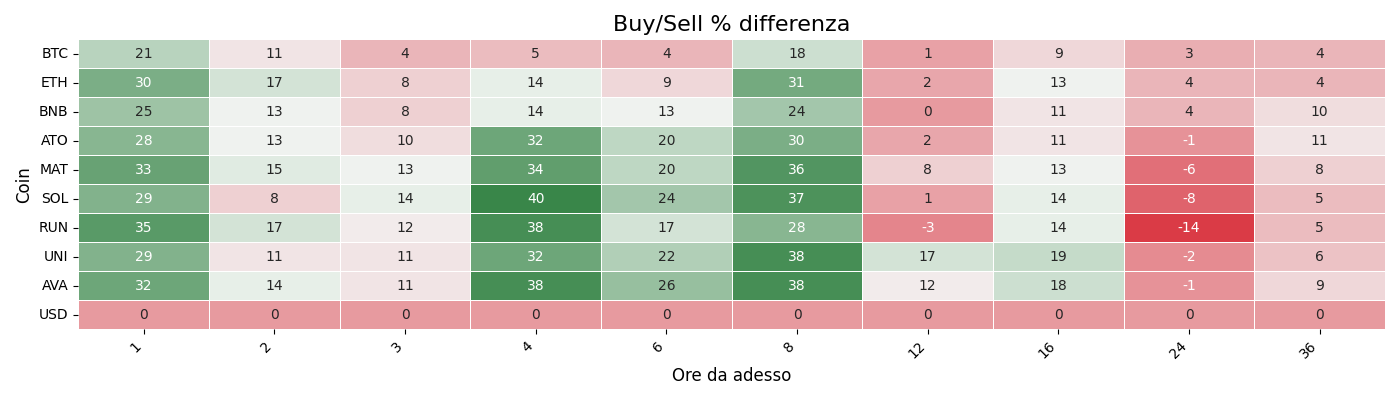 Buy/Sell % differenza
Coin
BTC 21 11 4 5 4 18 1 9 3 4
ETH 30 17 8 14 9 31 2 13 4 4
BNB 25 13 8 14 13 24 0 11 4 10
ATO 28 13 10 32 20 30 2 11 -1 11
MAT 33 15 13 34 20 36 8 13 -6 8
SOL 29 8 14 40 24 37 1 14 -8 5
RUN 35 17 12 38 17 28 -3 14 -14 5
UNI 29 11 11 32 22 38 17 19 -2 6
AVA 32 14 11 38 26 38 12 18 -1 9
USD 0 0 0 0 0 0 0 0 0 0
1 2 3 4 6 8 12 16 24 36
Ore da adesso